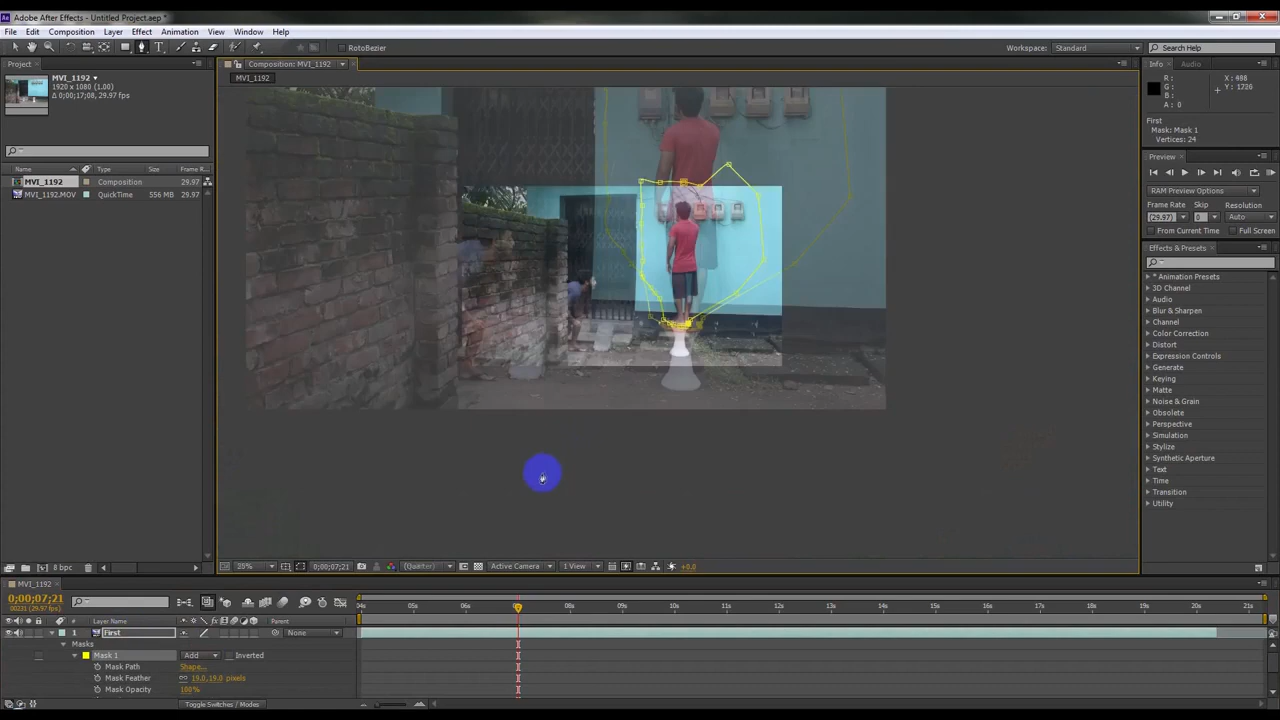 Adobe After Effects - Untitled Project.aep *
File Edit Composition Layer Effect Animation View Window Help
RotoBezier
Workspace: Standard
Search Help
Project
Composition: MVI_1192
Info Audio
MVI_1192
1920 x 1080 (1.00)
Δ 0;00;17;08, 29.97 fps
MVI_1192
R :
G :
B :
A : 0
X : 488
Y : 1726
First
Mask: Mask 1
Vertices: 24
Name Type Size Frame R...
MVI_1192 Composition 29.97
MVI_1192.MOV QuickTime 556 MB 29.97
Preview
RAM Preview Options
Frame Rate Skip Resolution
(29.97) 0 Auto
From Current Time Full Screen
Effects & Presets
* Animation Presets
3D Channel
Audio
Blur & Sharpen
Channel
Color Correction
Distort
Expression Controls
Generate
Keying
Matte
Noise & Grain
Obsolete
Perspective
Simulation
Stylize
Synthetic Aperture
Text
Time
Transition
Utility
8 bpc
0;00;07;21
(Quarter)
Active Camera
1 View
+0.0
MVI_1192
0;00;07;21
00231 (29.97 fps)
04s 05s 06s 08s 09s 10s 11s 12s 13s 14s 15s 16s 17s 18s 19s 20s 21s
# Layer Name Parent
1 First None
Masks
Mask 1 Add Inverted
Mask Path Shape...
Mask Feather 19.0,19.0 pixels
Mask Opacity 100%
Toggle Switches / Modes